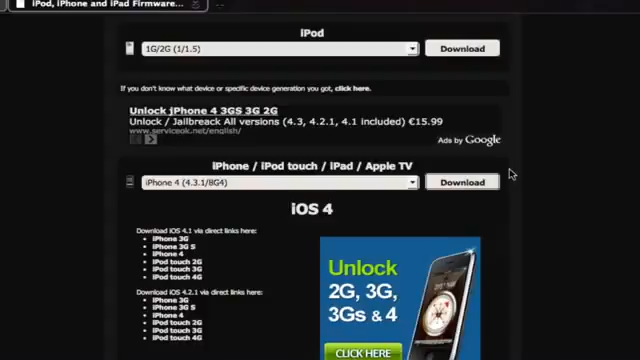 iPod, iPhone and iPad Firmware...
iPod
1G/2G (1/1.5)
Download
If you don't know what device or specific device generation you got, click here.
Unlock jPhone 4 3GS 3G 2G
Unlock / Jailbreack All versions (4.3, 4.2.1, 4.1 included) €15.99
www.serviceok.net/english/
Ads by Google
iPhone / iPod touch / iPad / Apple TV
iPhone 4 (4.3.1/8G4)
Download
iOS 4
Download iOS 4.1 via direct links here:
iPhone 3G
iPhone 3G S
iPhone 4
iPod touch 2G
iPod touch 3G
iPod touch 4G
Download iOS 4.2.1 via direct links here:
iPhone 3G
iPhone 3G S
iPhone 4
iPod touch 2G
iPod touch 3G
iPod touch 4G
Unlock
2G, 3G,
3Gs & 4
CLICK HERE